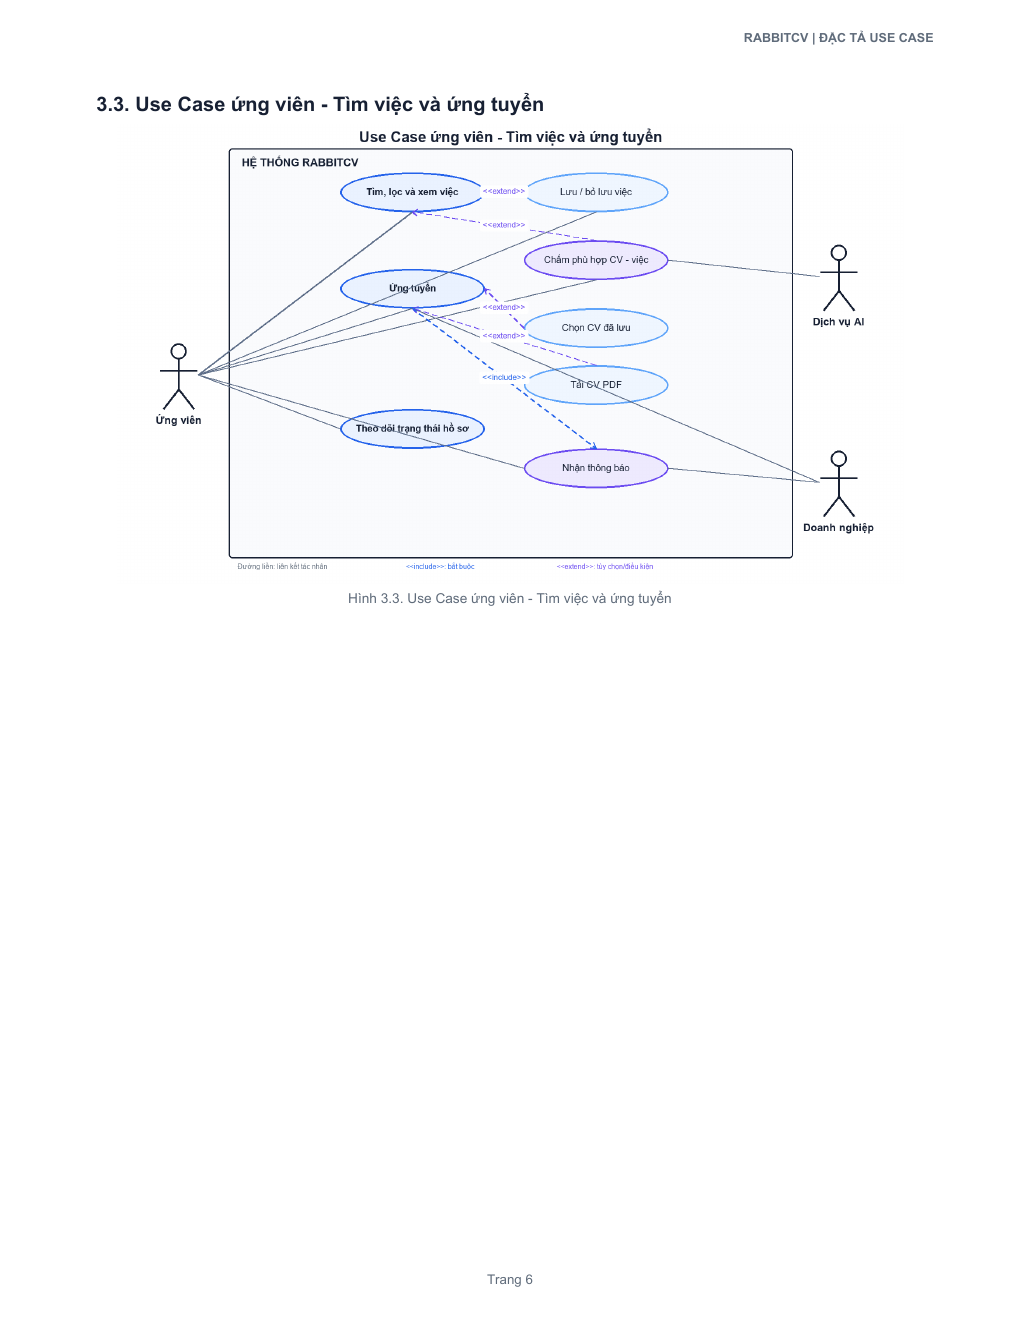 RABBITCV | ĐẶC TẢ USE CASE
3.3. Use Case ứng viên - Tìm việc và ứng tuyển
Use Case ứng viên - Tìm việc và ứng tuyển
HỆ THỐNG RABBITCV
Tìm, lọc và xem việc
<<extend>>
Lưu / bỏ lưu việc
<<extend>>
Chấm phù hợp CV - việc
Ứng tuyển
<<extend>>
Chọn CV đã lưu
Dịch vụ AI
<<extend>>
<<include>>
Tải CV PDF
Ứng viên
Theo dõi trạng thái hồ sơ
Nhận thông báo
Doanh nghiệp
Đường liền: liên kết tác nhân
<<include>>: bắt buộc
<<extend>>: tùy chọn/điều kiện
Hình 3.3. Use Case ứng viên - Tìm việc và ứng tuyển
Trang 6